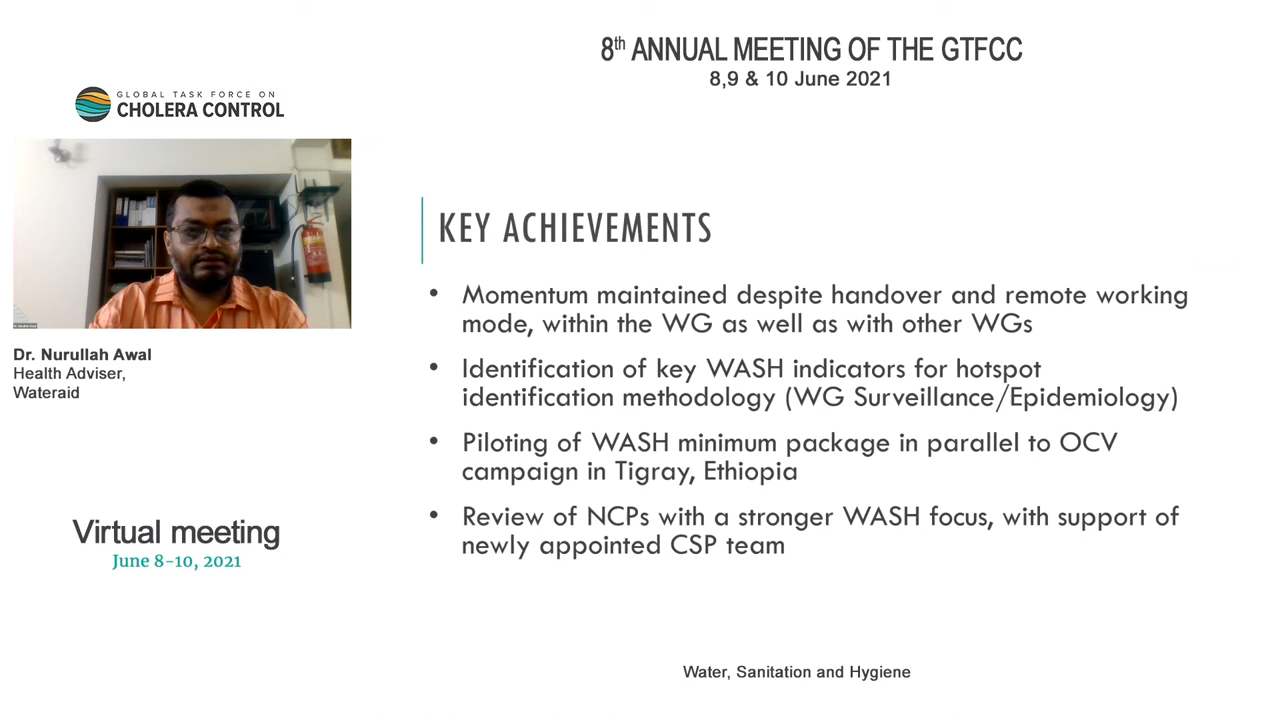 8th ANNUAL MEETING OF THE GTFCC
8,9 & 10 June 2021
GLOBAL TASK FORCE ON
CHOLERA CONTROL
Dr. Nurullah Awal
Health Adviser,
Wateraid
Virtual meeting
June 8-10, 2021
KEY ACHIEVEMENTS
• Momentum maintained despite handover and remote working
mode, within the WG as well as with other WGs
• Identification of key WASH indicators for hotspot
identification methodology (WG Surveillance/Epidemiology)
• Piloting of WASH minimum package in parallel to OCV
campaign in Tigray, Ethiopia
• Review of NCPs with a stronger WASH focus, with support of
newly appointed CSP team
Water, Sanitation and Hygiene